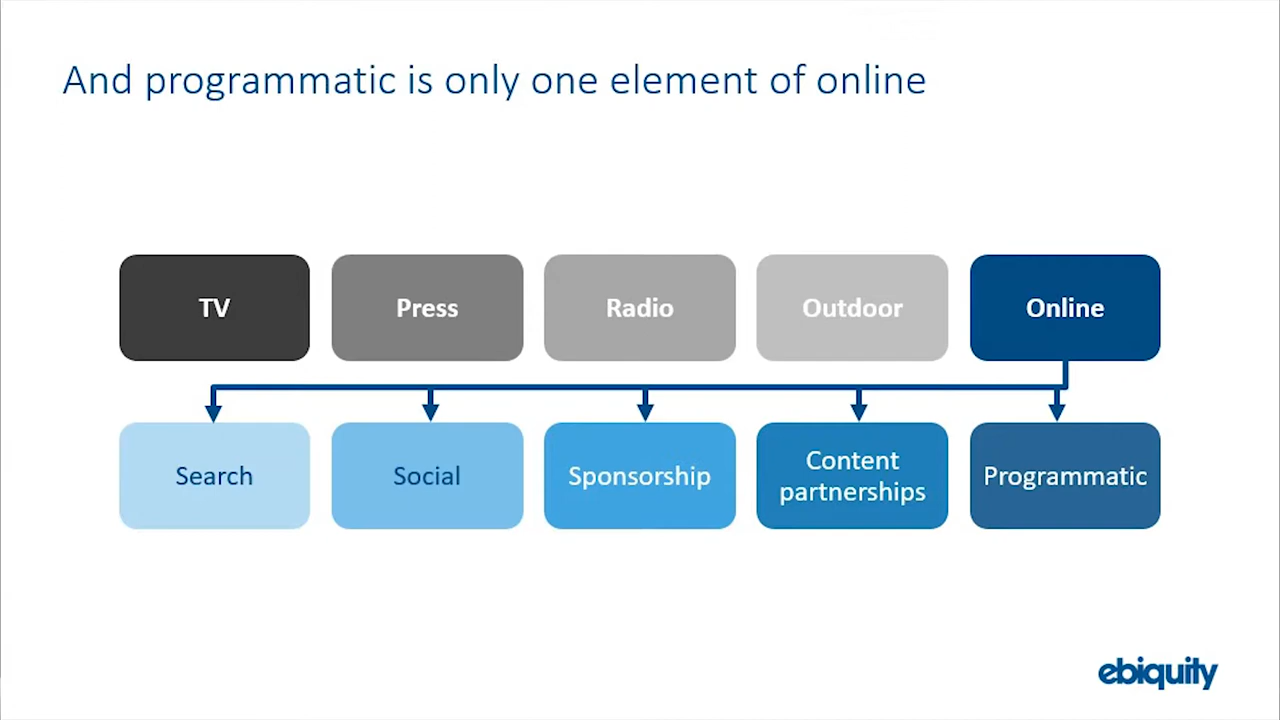 And programmatic is only one element of online
TV
Press
Radio
Outdoor
Online
Search
Social
Sponsorship
Content
partnerships
Programmatic
ebiquity